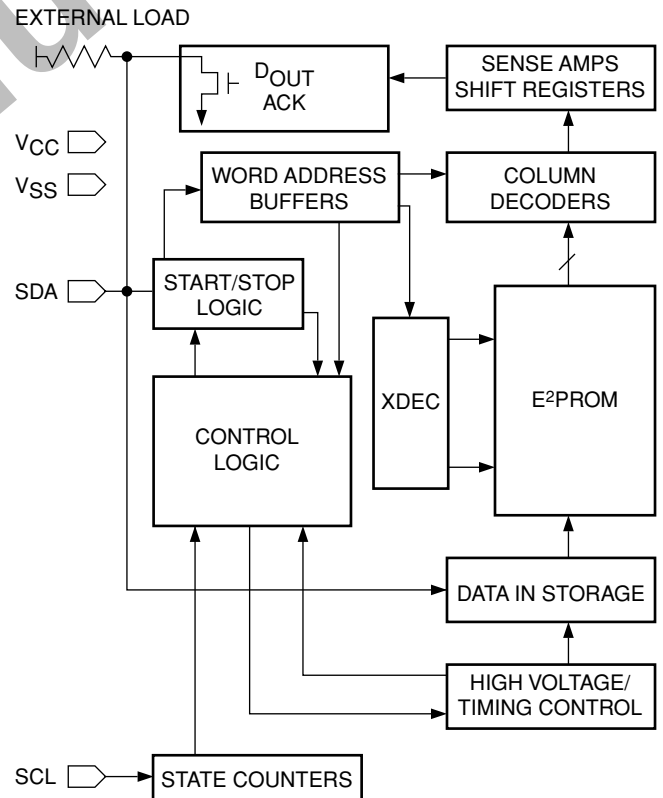 EXTERNAL LOAD
DOUT
ACK
SENSE AMPS
SHIFT REGISTERS
VCC
VSS
WORD ADDRESS
BUFFERS
COLUMN
DECODERS
SDA
START/STOP
LOGIC
XDEC
E²PROM
CONTROL
LOGIC
DATA IN STORAGE
HIGH VOLTAGE/
TIMING CONTROL
SCL
STATE COUNTERS